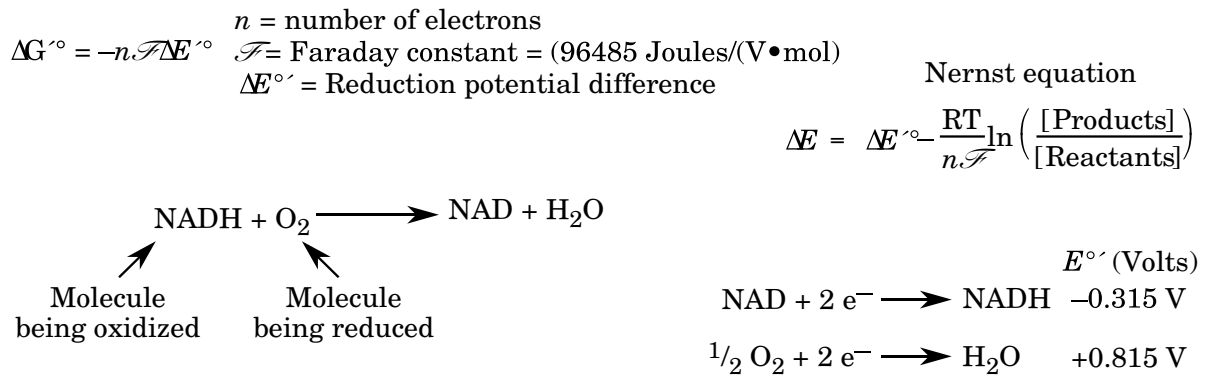 n = number of electrons
ΔG´° = –nℱΔE´° ℱ= Faraday constant = (96485 Joules/(V•mol)
ΔE°´ = Reduction potential difference
Nernst equation
ΔE = ΔE´°– RT/nℱ ln ([Products]/[Reactants])
NADH + O₂ ⟶ NAD + H₂O
Molecule
being oxidized
Molecule
being reduced
E°´ (Volts)
NAD + 2 e– ⟶ NADH –0.315 V
1/2 O₂ + 2 e– ⟶ H₂O +0.815 V